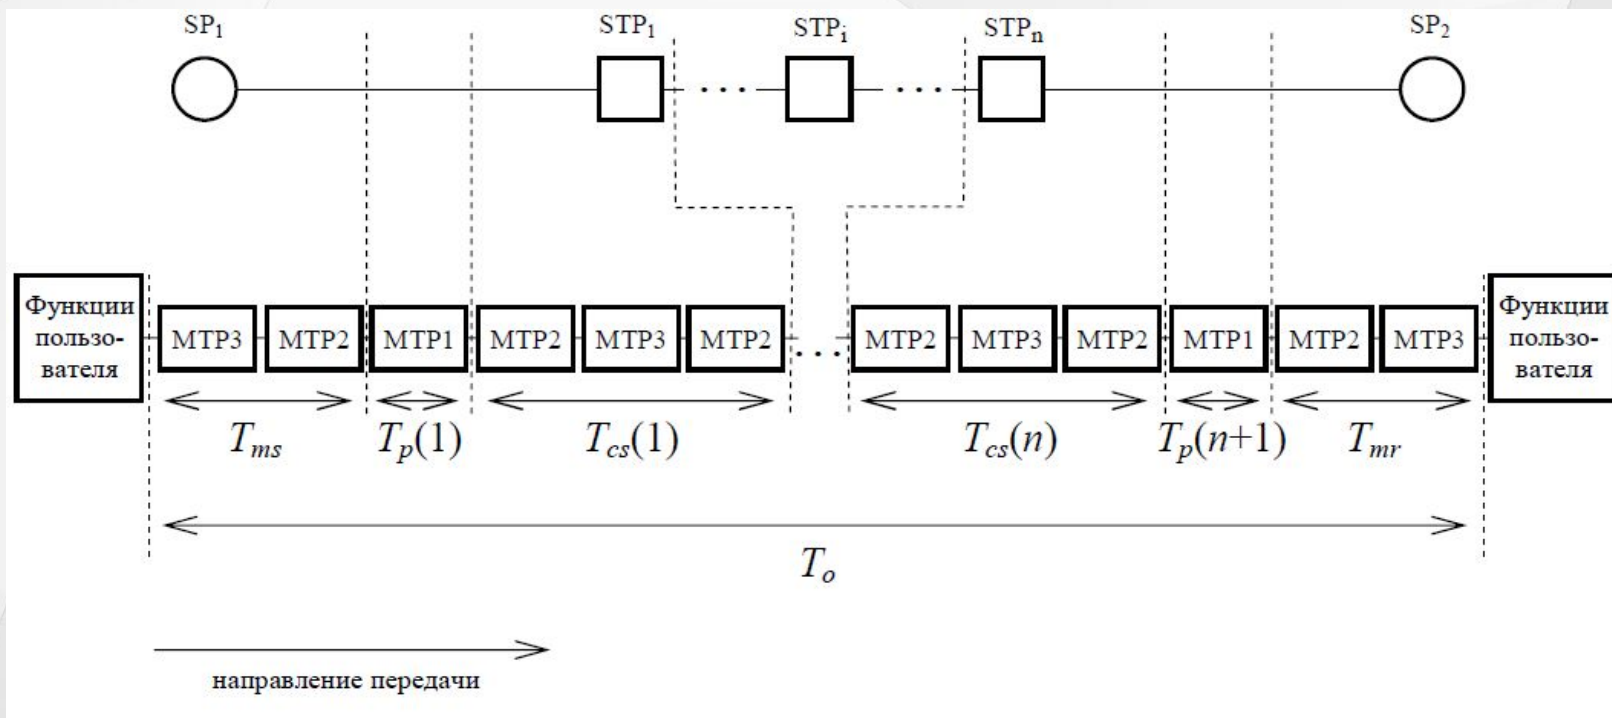 SP1
STP1
STPi
STPn
SP2
Функции
пользо-
вателя
MTP3
MTP2
MTP1
MTP2
MTP3
MTP2
...
MTP2
MTP3
MTP2
MTP1
MTP2
MTP3
Функции
пользо-
вателя
Tms
Tp(1)
Tcs(1)
Tcs(n)
Tp(n+1)
Tmr
To
направление передачи